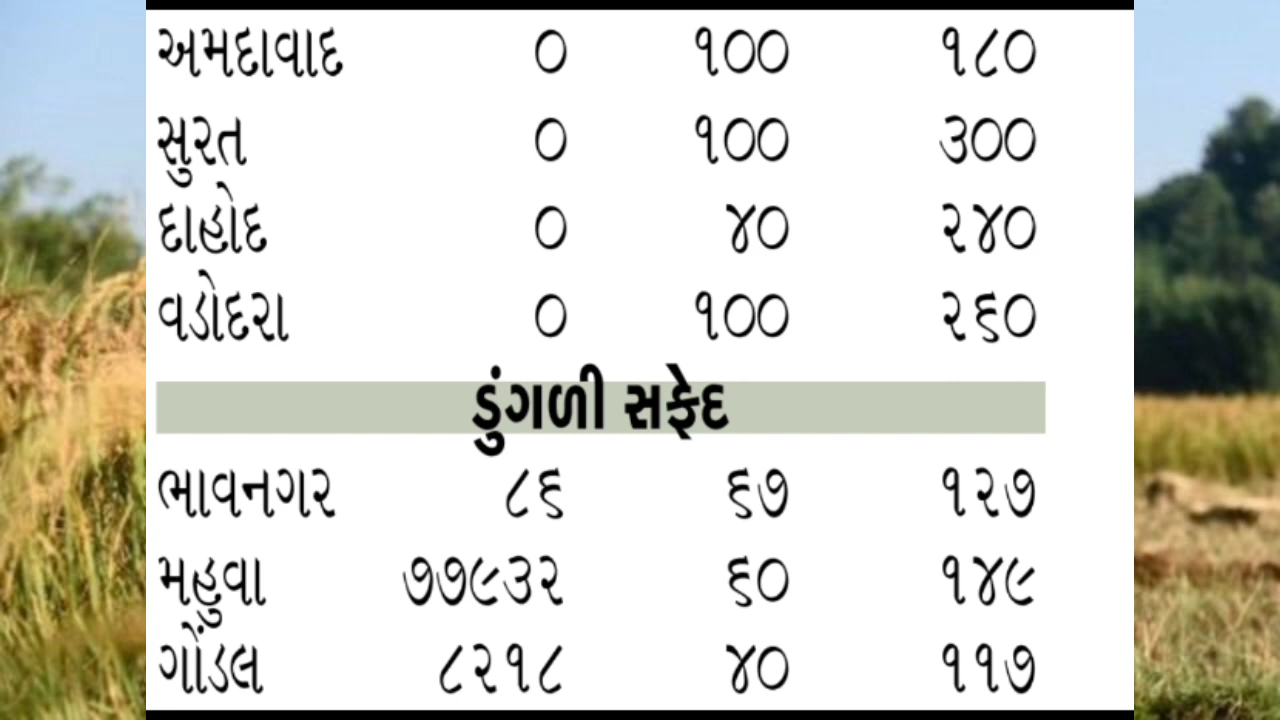 અમદાવાદ ૦ ૧૦૦ ૧૮૦
સુરત ૦ ૧૦૦ ૩૦૦
દાહોદ ૦ ૪૦ ૨૪૦
વડોદરા ૦ ૧૦૦ ૨૬૦
ડુંગળી સફેદ
ભાવનગર ૮૬ ૬૭ ૧૨૭
મહુવા ૭૭૯૩૨ ૬૦ ૧૪૯
ગોંડલ ૮૨૧૮ ૪૦ ૧૧૭